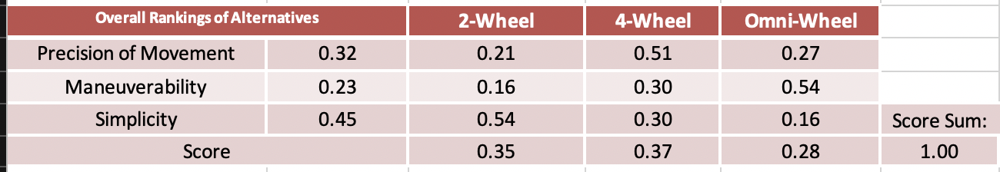 Overall Rankings of Alternatives 2-Wheel 4-Wheel Omni-Wheel
Precision of Movement 0.32 0.21 0.51 0.27
Maneuverability 0.23 0.16 0.30 0.54
Simplicity 0.45 0.54 0.30 0.16 Score Sum:
Score 0.35 0.37 0.28 1.00